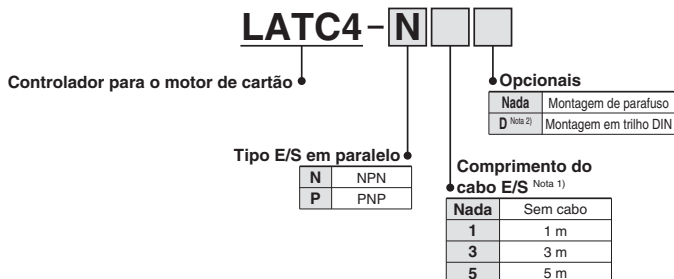 LATC4-N
Controlador para o motor de cartão
Opcionais
Nada Montagem de parafuso
D Nota 2) Montagem em trilho DIN
Tipo E/S em paralelo
N NPN
P PNP
Comprimento do
cabo E/S Nota 1)
Nada Sem cabo
1 1 m
3 3 m
5 5 m